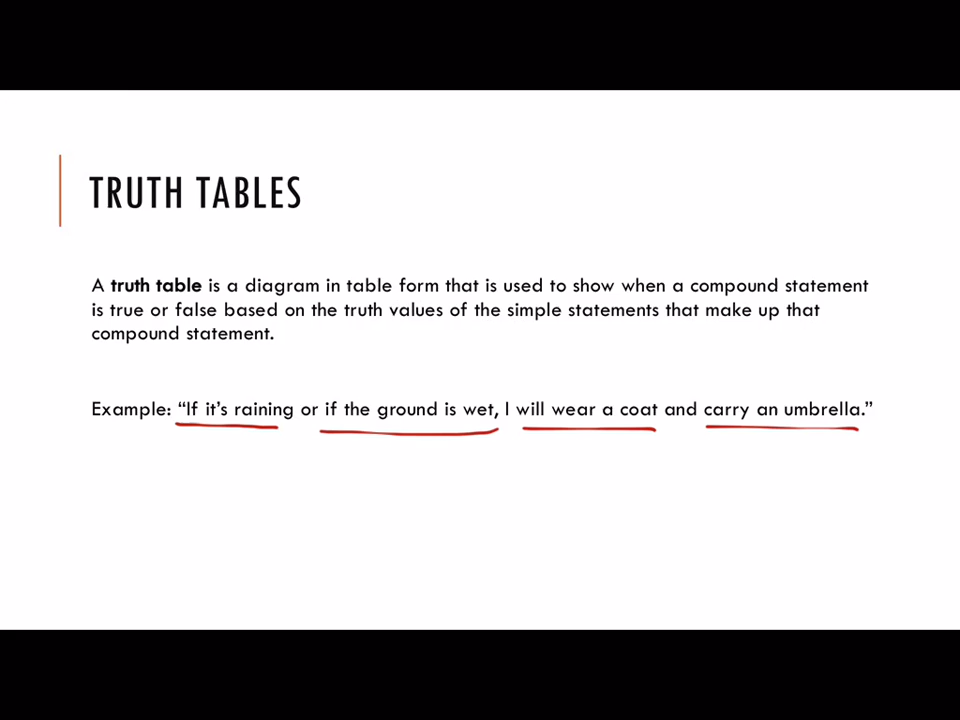 TRUTH TABLES
A truth table is a diagram in table form that is used to show when a compound statement
is true or false based on the truth values of the simple statements that make up that
compound statement.
Example: “If it’s raining or if the ground is wet, I will wear a coat and carry an umbrella.”